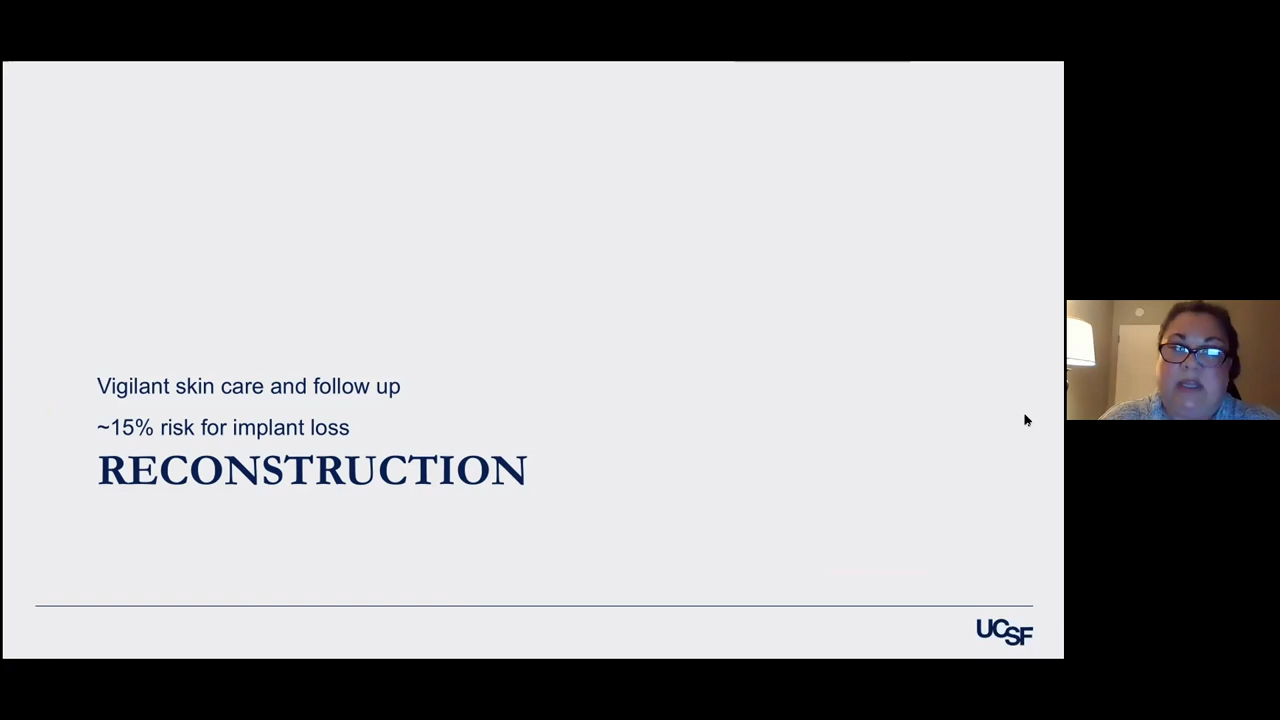 Vigilant skin care and follow up
~15% risk for implant loss
RECONSTRUCTION
UCSF